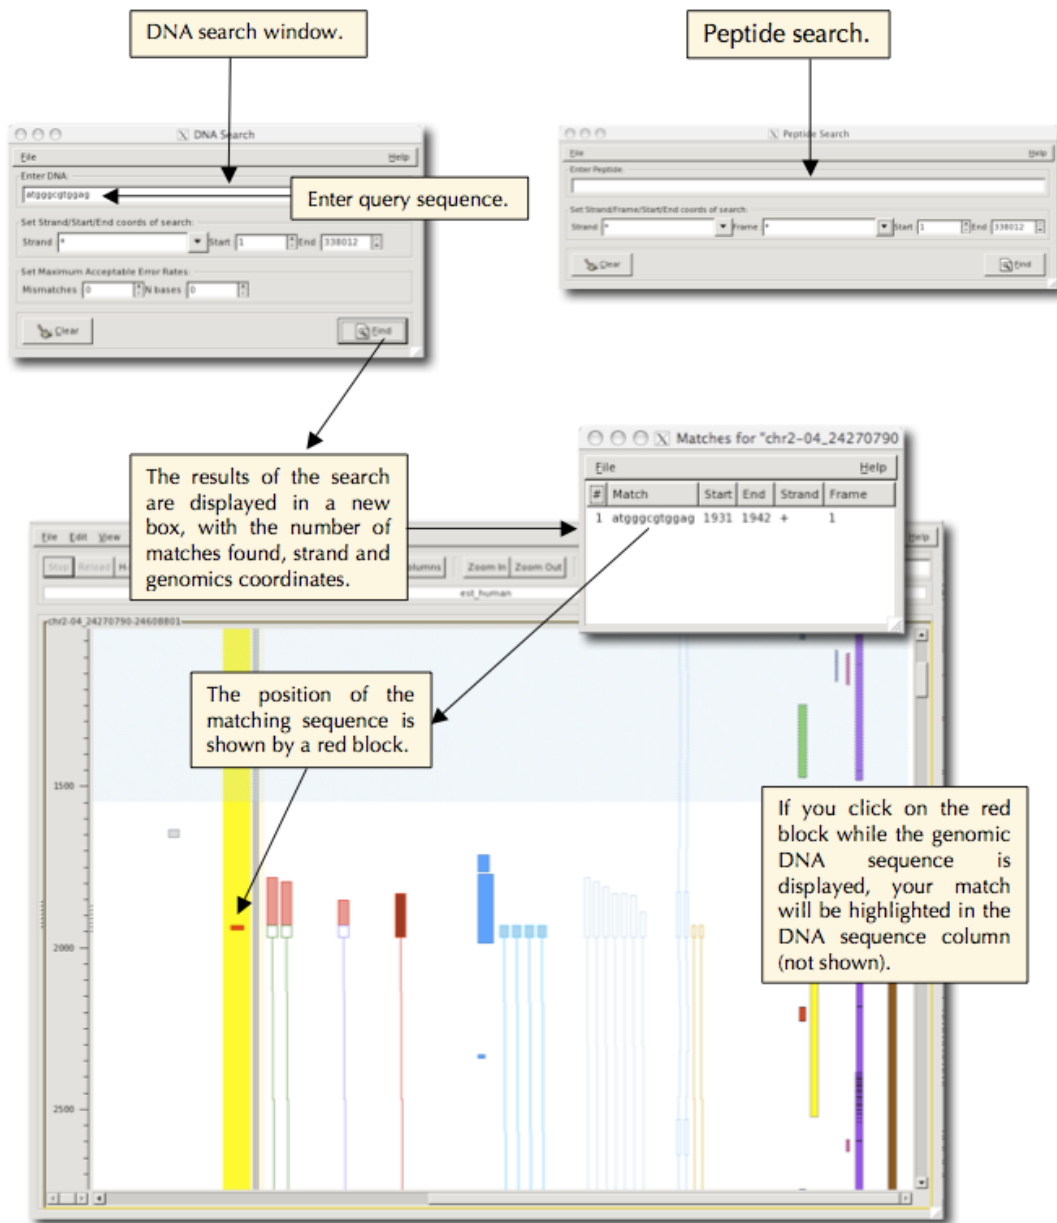 DNA search window.
Peptide search.
DNA Search
File Help
Enter DNA:
atgggcgtggag
Enter query sequence.
Set Strand/Start/End coords of search:
Strand * Start 1 End 338012
Set Maximum Acceptable Error Rates:
Mismatches 0 N bases 0
Clear Find
Peptide Search
File Help
Enter Peptide:
Set Strand/Frame/Start/End coords of search:
Strand * Frame * Start 1 End 338012
Clear Find
The results of the search
are displayed in a new
box, with the number of
matches found, strand and
genomics coordinates.
Matches for "chr2-04_24270790
File Help
# Match Start End Strand Frame
1 atgggcgtggag 1931 1942 + 1
File Edit View Help
Stop Reload H- olumns Zoom In Zoom Out
est_human
chr2-04_24270790-24608801
The position of the
matching sequence is
shown by a red block.
1500
If you click on the red
block while the genomic
DNA sequence is
displayed, your match
will be highlighted in the
DNA sequence column
(not shown).
2000
2500